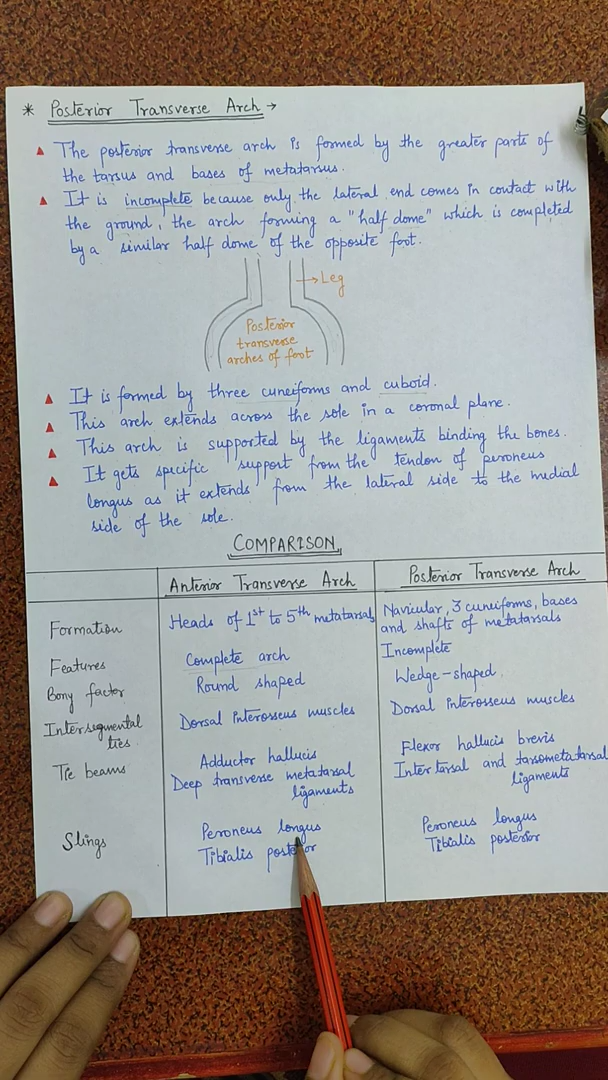 * Posterior Transverse Arch →
The posterior transverse arch is formed by the greater parts of
the tarsus and bases of metatarsus.
It is incomplete because only the lateral end comes in contact with
the ground, the arch forming a "half dome" which is completed
by a similar half dome of the opposite foot.
→ Leg
Posterior
transverse
arches of foot
It is formed by three cuneiforms and cuboid.
This arch extends across the sole in a coronal plane.
This arch is supported by the ligaments binding the bones.
It gets specific support from the tendon of peroneus
longus as it extends from the lateral side to the medial
side of the sole.
COMPARISON
Anterior Transverse Arch Posterior Transverse Arch
Formation Heads of 1st to 5th metatarsals Navicular, 3 cuneiforms, bases
and shafts of metatarsals
Features Complete arch Incomplete
Bony factor Round shaped Wedge-shaped
Intersegmental Dorsal interosseus muscles Dorsal interosseus muscles
ties
Tie beams Adductor hallucis Flexor hallucis brevis
Deep transverse metatarsal Intertarsal and tarsometatarsal
ligaments ligaments
Slings Peroneus longus Peroneus longus
Tibialis posterior Tibialis posterior